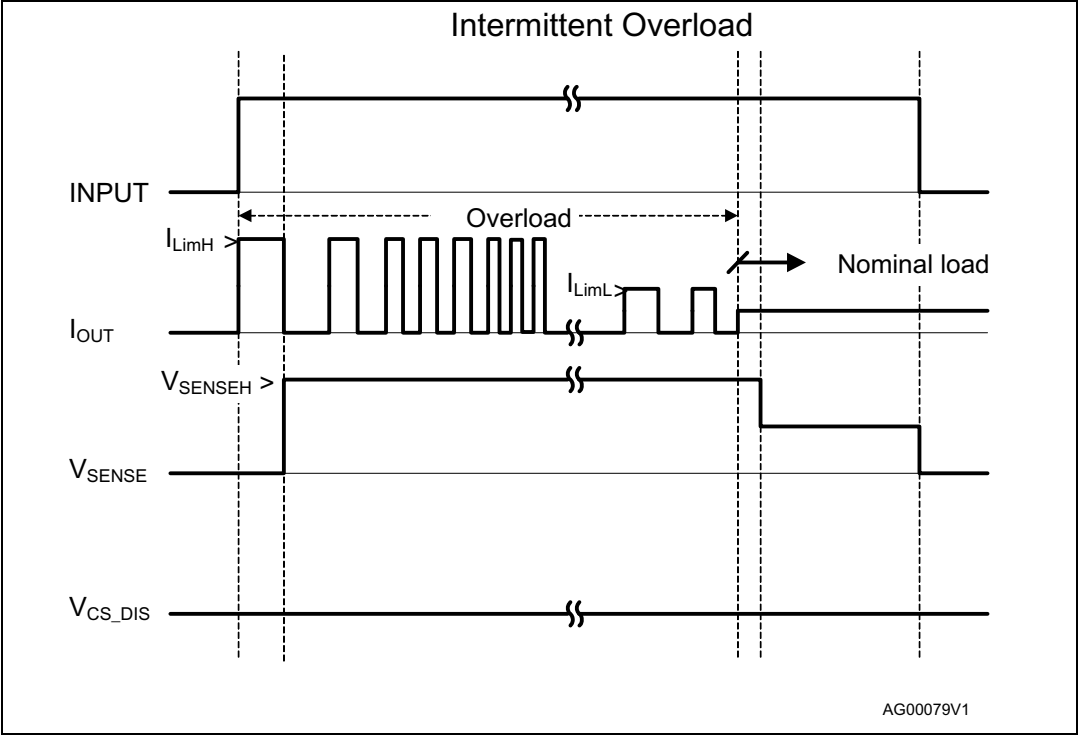 Intermittent Overload
INPUT
Overload
I_LimH >
Nominal load
I_LimL >
I_OUT
V_SENSEH >
V_SENSE
V_CS_DIS
AG00079V1